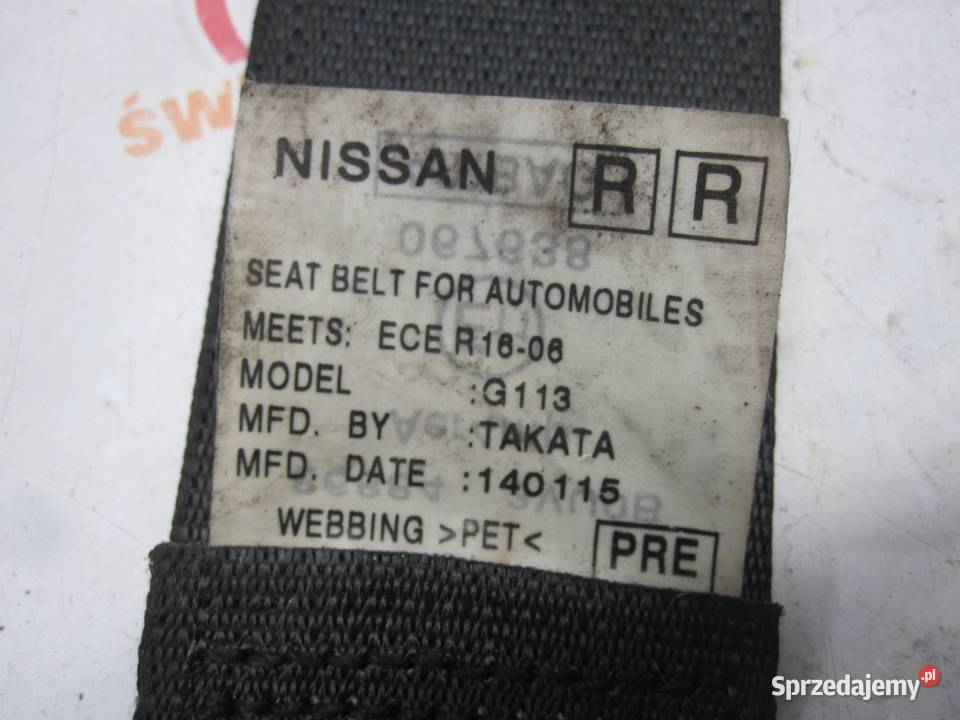 ŚW
NISSAN R R
SEAT BELT FOR AUTOMOBILES
MEETS: ECE R16-06
MODEL :G113
MFD. BY :TAKATA
MFD. DATE :140115
WEBBING >PET< PRE
Sprzedajemy.pl